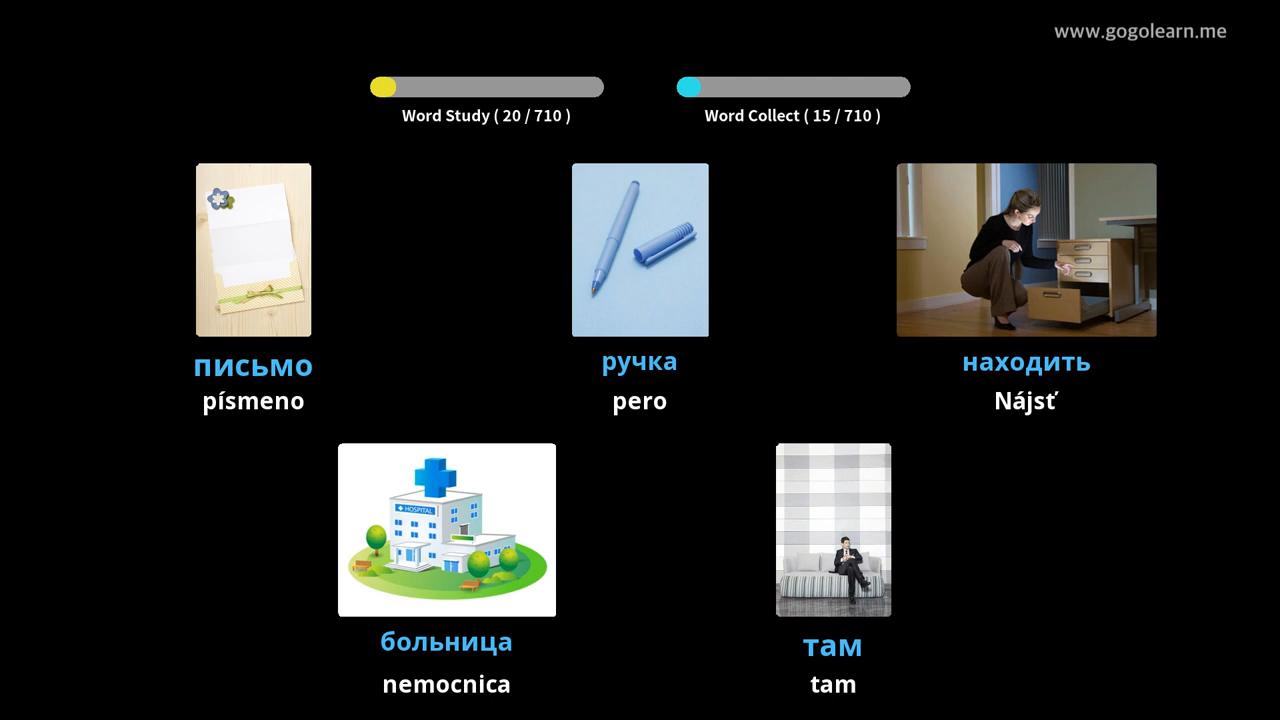 www.gogolearn.me
Word Study ( 20 / 710 )
Word Collect ( 15 / 710 )
письмо
písmeno
ручка
pero
находить
Nájsť
HOSPITAL
больница
nemocnica
там
tam